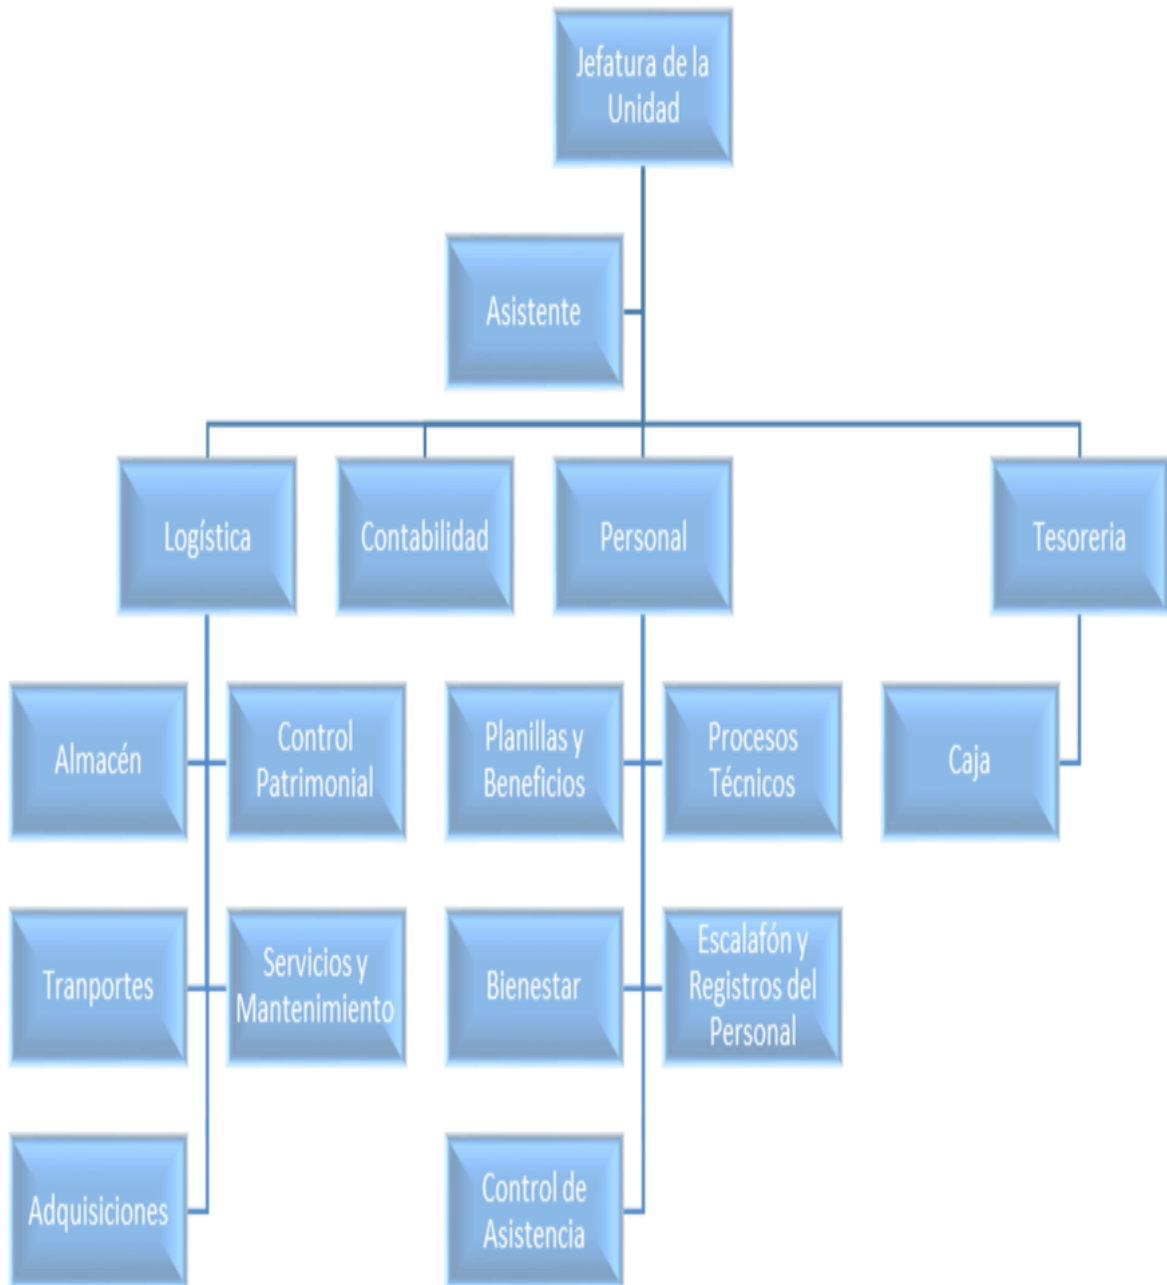 Jefatura de la
Unidad
Asistente
Logística
Contabilidad
Personal
Tesoreria
Almacén
Control
Patrimonial
Planillas y
Beneficios
Procesos
Técnicos
Caja
Tranportes
Servicios y
Mantenimiento
Bienestar
Escalafón y
Registros del
Personal
Adquisiciones
Control de
Asistencia